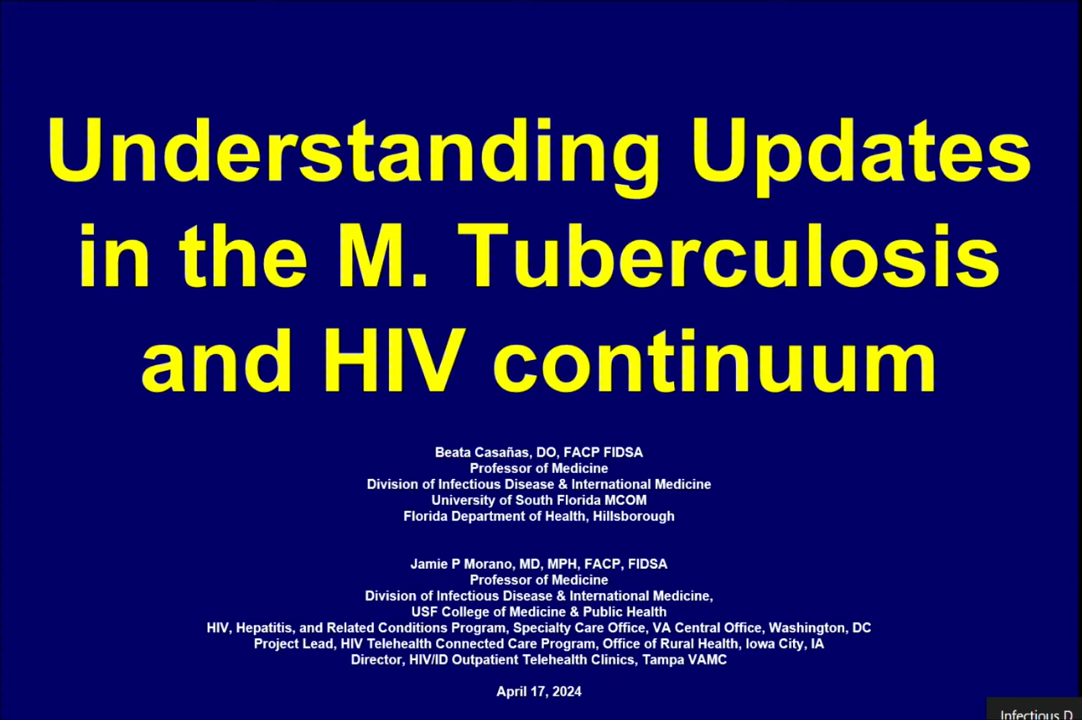 Understanding Updates
in the M. Tuberculosis
and HIV continuum
Beata Casañas, DO, FACP FIDSA
Professor of Medicine
Division of Infectious Disease & International Medicine
University of South Florida MCOM
Florida Department of Health, Hillsborough
Jamie P Morano, MD, MPH, FACP, FIDSA
Professor of Medicine
Division of Infectious Disease & International Medicine,
USF College of Medicine & Public Health
HIV, Hepatitis, and Related Conditions Program, Specialty Care Office, VA Central Office, Washington, DC
Project Lead, HIV Telehealth Connected Care Program, Office of Rural Health, Iowa City, IA
Director, HIV/ID Outpatient Telehealth Clinics, Tampa VAMC
April 17, 2024
Infectious D